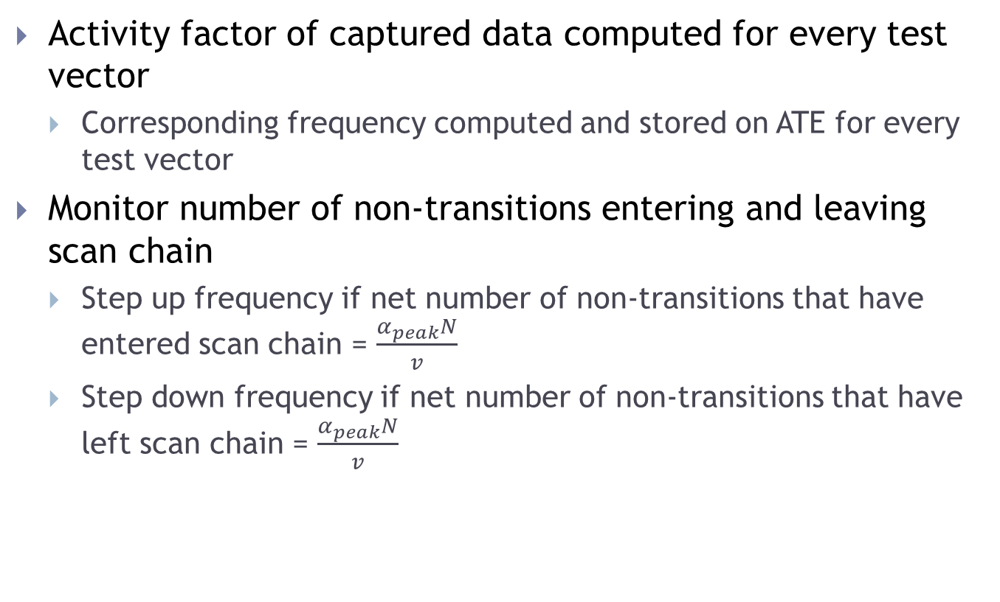 Activity factor of captured data computed for every test
vector
Corresponding frequency computed and stored on ATE for every
test vector
Monitor number of non-transitions entering and leaving
scan chain
Step up frequency if net number of non-transitions that have
entered scan chain = \frac{\alpha_{peak}N}{v}
Step down frequency if net number of non-transitions that have
left scan chain = \frac{\alpha_{peak}N}{v}